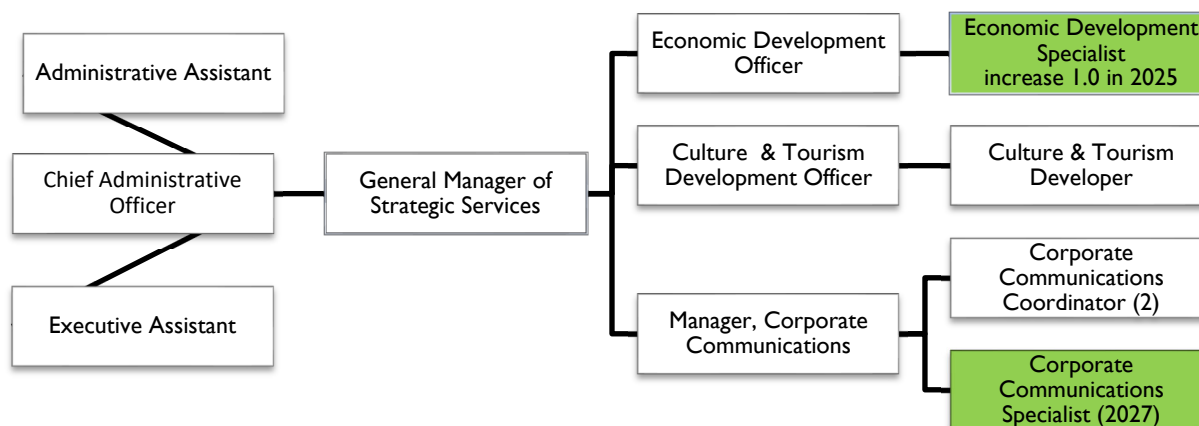 Administrative Assistant
Chief Administrative
Officer
Executive Assistant
General Manager of
Strategic Services
Economic Development
Officer
Economic Development
Specialist
increase 1.0 in 2025
Culture & Tourism
Development Officer
Culture & Tourism
Developer
Manager, Corporate
Communications
Corporate
Communications
Coordinator (2)
Corporate
Communications
Specialist (2027)